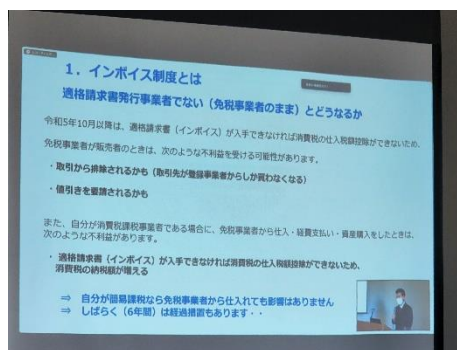 1．インボイス制度とは
適格請求書発行事業者でない（免税事業者のまま）とどうなるか
令和5年10月以降は、適格請求書（インボイス）が入手できなければ消費税の仕入税額控除ができないため、
免税事業者が販売者のときは、次のような不利益を受ける可能性があります。
・取引から排除されるかも（取引先が登録事業者からしか買わなくなる）
・値引きを要請されるかも
また、自分が消費税課税事業者である場合に、免税事業者から仕入・経費支払い・資産購入をしたときは、
次のような不利益があります。
・適格請求書（インボイス）が入手できなければ消費税の仕入税額控除ができないため、
消費税の納税額が増える
⇒ 自分が簡易課税なら免税事業者から仕入れても影響はありません
⇒ しばらく（6年間）は経過措置もあります・・